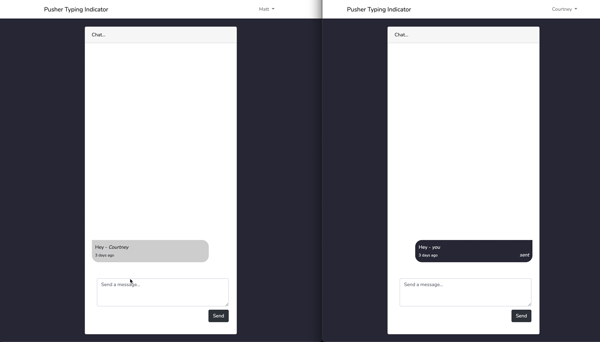 Pusher Typing Indicator
Matt
Chat...
Hey - Courtney
3 days ago
Send a message...
Send
Pusher Typing Indicator
Courtney
Chat...
Hey - you
3 days ago
sent
Send a message...
Send